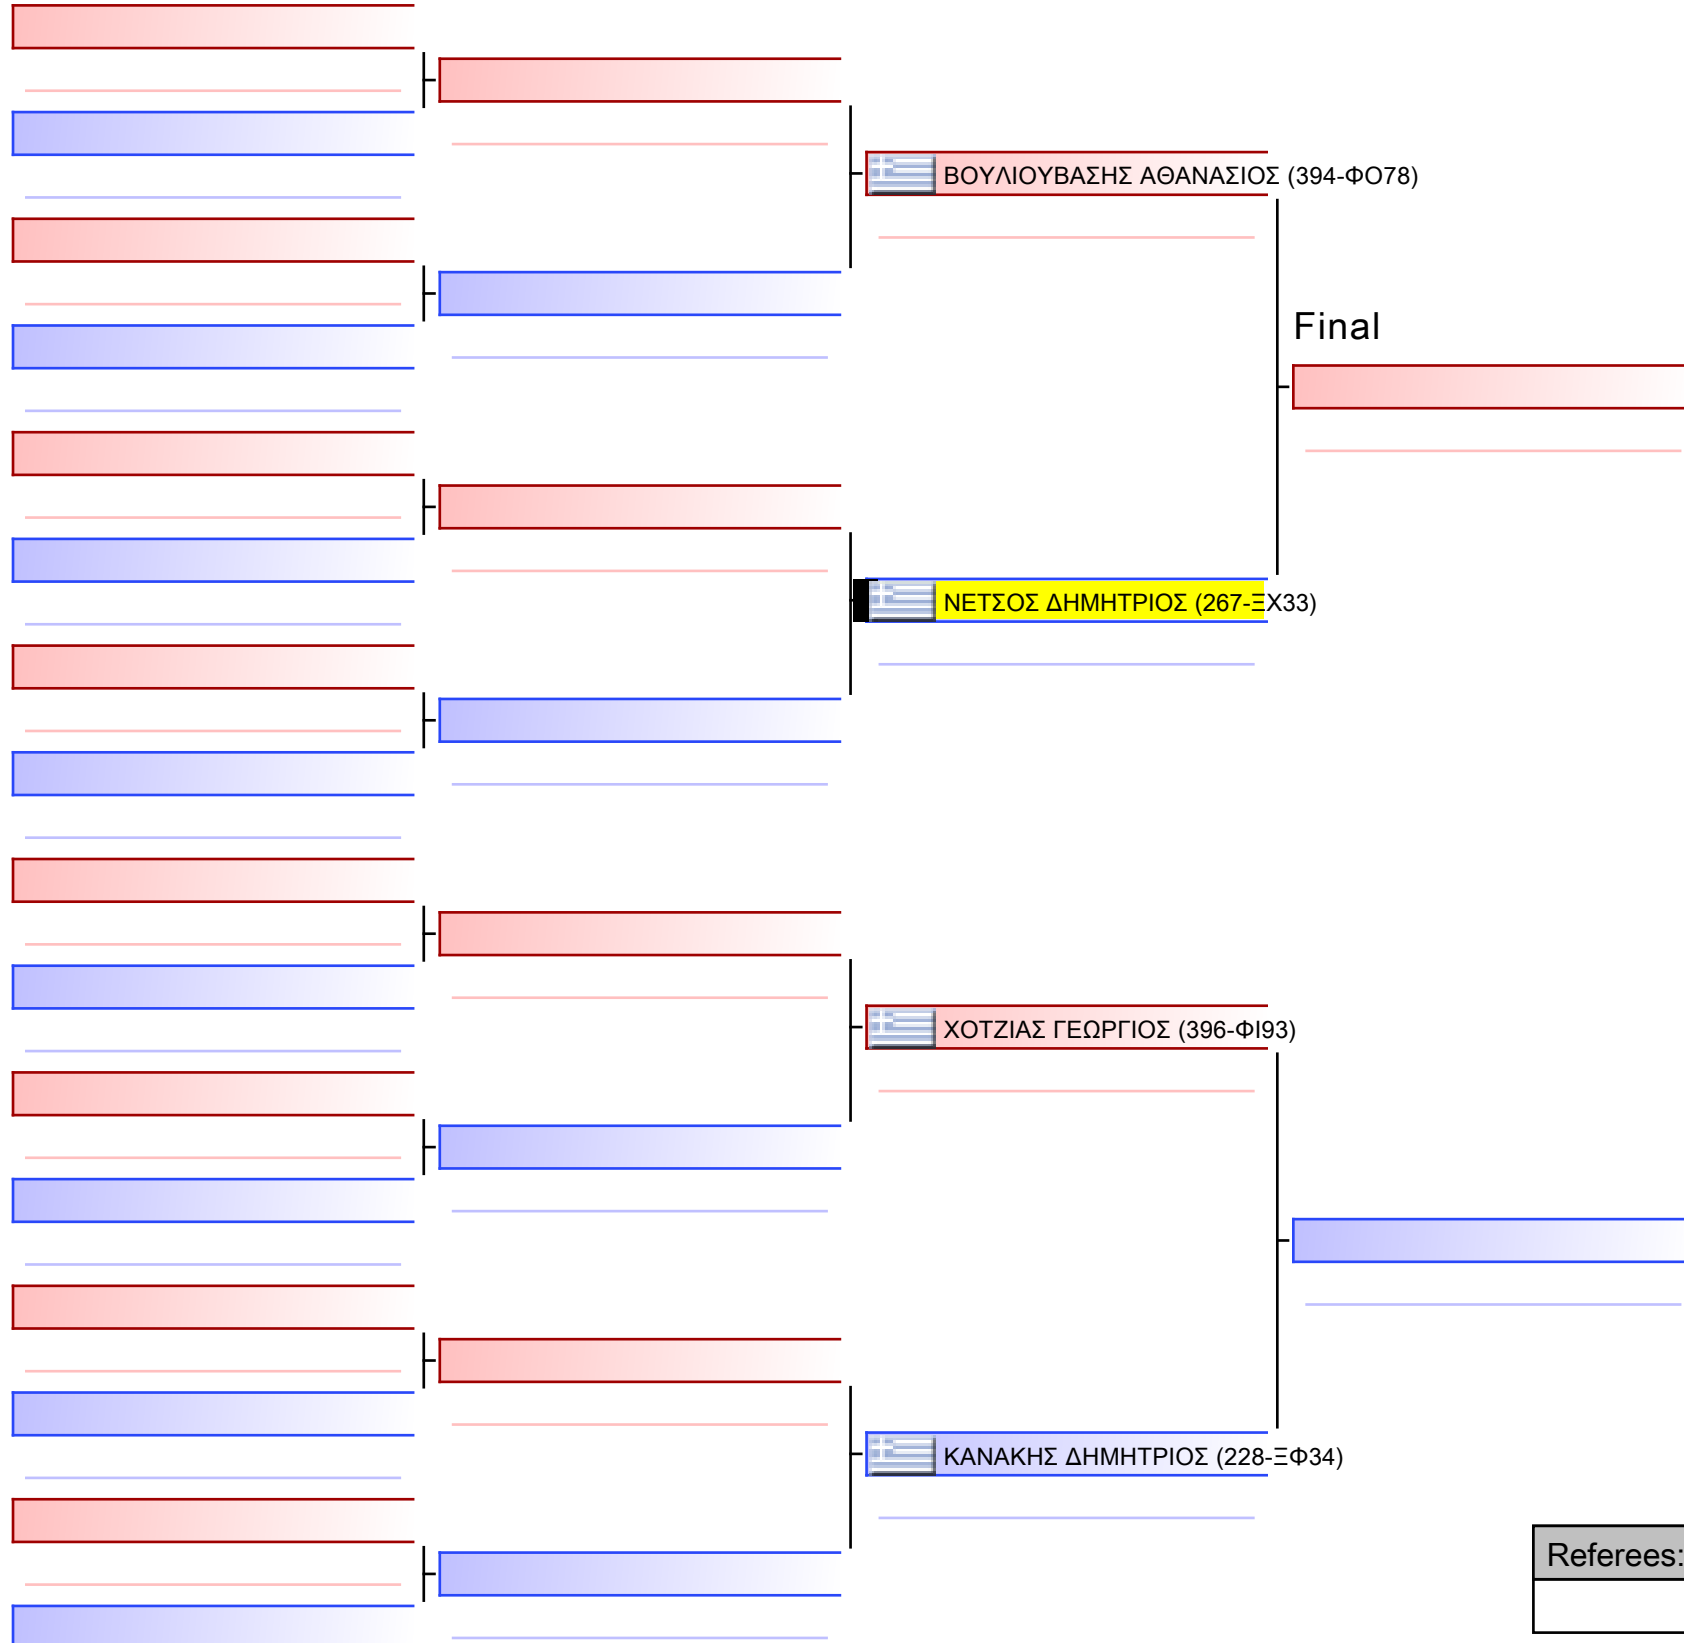 ΒΟΥΛΙΟΥΒΑΣΗΣ ΑΘΑΝΑΣΙΟΣ (394-ΦΟ78)
Final
ΝΕΤΣΟΣ ΔΗΜΗΤΡΙΟΣ (267-ΞΧ33)
ΧΟΤΖΙΑΣ ΓΕΩΡΓΙΟΣ (396-ΦΙ93)
ΚΑΝΑΚΗΣ ΔΗΜΗΤΡΙΟΣ (228-ΞΦ34)
Referees: